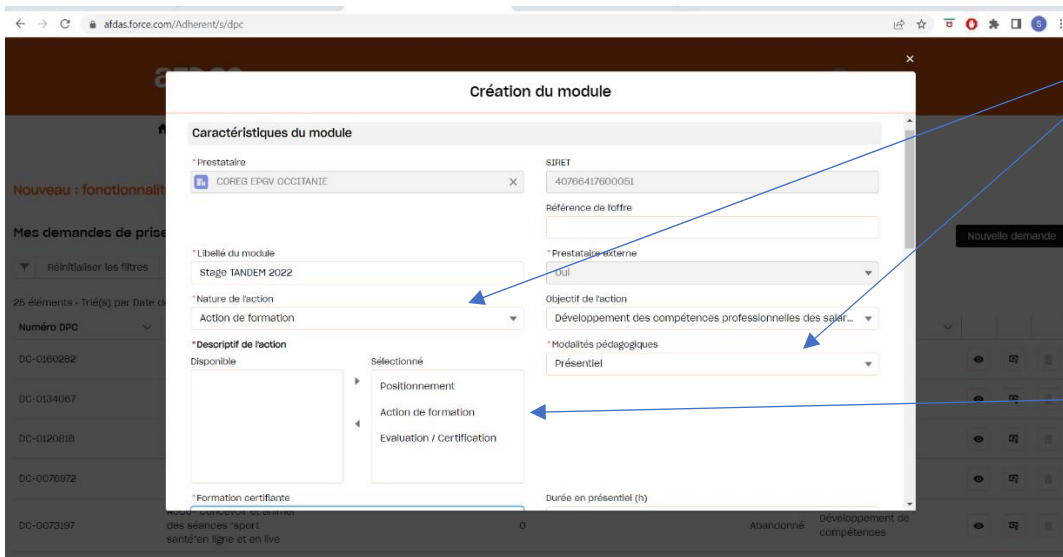 afdas.force.com/Adherent/s/dpc
S
Création du module
Caractéristiques du module
*Prestataire
SIRET
COREG EPGV OCCITANIE
40766417600051
Référence de l'offre
Nouveau : fonctionnalit
Mes demandes de prise
Nouvelle demande
*Libellé du module
*Prestataire externe
Réinitialiser les filtres
Stage TANDEM 2022
Oui
*Nature de l'action
Objectif de l'action
25 éléments • Trié(s) par Date d
Action de formation
Développement des compétences professionnelles des salar...
Numéro DPC
*Descriptif de l'action
*Modalités pédagogiques
Disponible
Sélectionné
Présentiel
DC-0160282
Positionnement
DC-0134067
Action de formation
DC-0120818
Evaluation / Certification
DC-0076972
*Formation certifiante
Durée en présentiel (h)
DC-0073197
des séances "sport
santé"en ligne et en live
0
Abandonné
Développement de
compétences